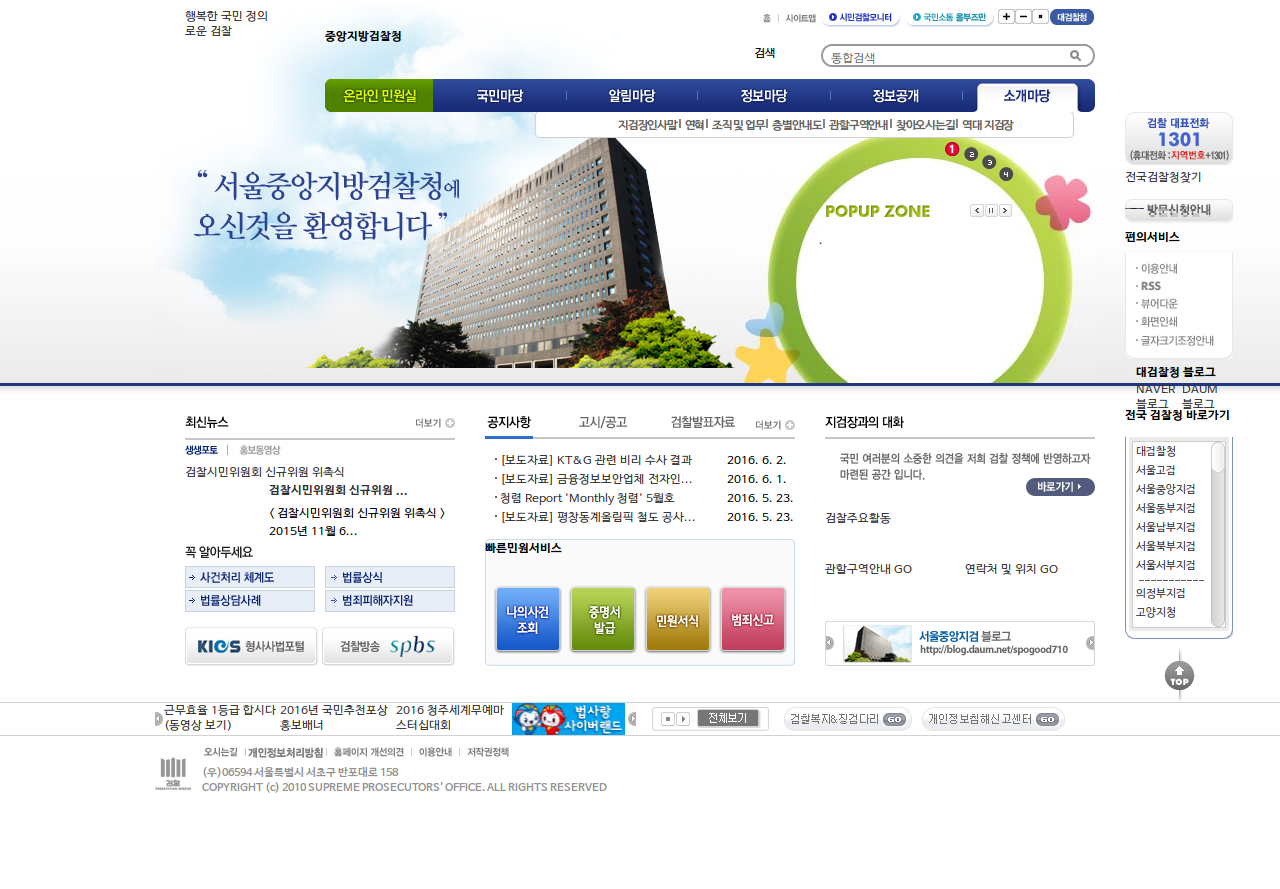 행복한 국민 정의
로운 검찰
중앙지방검찰청
홈 | 사이트맵 시민검찰모니터 국민소통 옴부즈만 대검찰청
검색 통합검색
온라인 민원실 국민마당 알림마당 정보마당 정보공개 소개마당
지검장인사말 | 연혁 | 조직 및 업무 | 층별안내도 | 관할구역안내 | 찾아오시는길 | 역대 지검장
“ 서울중앙지방검찰청에
오신것을 환영합니다 ”
1 2 3 4
POPUP ZONE
.
검찰 대표전화
1301
(휴대전화 :지역번호+1301)
전국검찰청찾기
방문신청안내
편의서비스
· 이용안내
· RSS
· 뷰어다운
· 화면인쇄
· 글자크기조정안내
대검찰청 블로그
NAVER 블로그
DAUM 블로그
전국 검찰청 바로가기
대검찰청
서울고검
서울중앙지검
서울동부지검
서울남부지검
서울북부지검
서울서부지검
-----------
의정부지검
고양지청
TOP
최신뉴스 더보기
생생포토 | 홍보동영상
검찰시민위원회 신규위원 위촉식
검찰시민위원회 신규위원 ...
< 검찰시민위원회 신규위원 위촉식 >
2015년 11월 6...
꼭 알아두세요
사건처리 체계도 법률상식
법률상담사례 범죄피해자지원
KICS 형사사법포털 검찰방송 spbs
공지사항 고시/공고 검찰발표자료 더보기
· [보도자료] KT&G 관련 비리 수사 결과 2016. 6. 2.
· [보도자료] 금융정보보안업체 전자인... 2016. 6. 1.
· 청렴 Report 'Monthly 청렴' 5월호 2016. 5. 23.
· [보도자료] 평창동계올림픽 철도 공사... 2016. 5. 23.
빠른민원서비스
나의사건 조회
증명서 발급
민원서식
범죄신고
지검장과의 대화
국민 여러분의 소중한 의견을 저희 검찰 정책에 반영하고자
마련된 공간 입니다.
바로가기
검찰주요활동
관할구역안내 GO 연락처 및 위치 GO
서울중앙지검 블로그
http://blog.daum.net/spogood710
근무효율 1등급 합시다(동영상 보기)
2016년 국민추천포상 홍보배너
2016 청주세계무예마스터십대회
법사랑 사이버랜드
전체보기
검찰복지&징검다리 GO
개인정보침해신고센터 GO
오시는길 | 개인정보처리방침 | 홈페이지 개선의견 | 이용안내 | 저작권정책
검찰
PROSECUTION SERVICE
(우)06594 서울특별시 서초구 반포대로 158
COPYRIGHT (c) 2010 SUPREME PROSECUTORS' OFFICE. ALL RIGHTS RESERVED